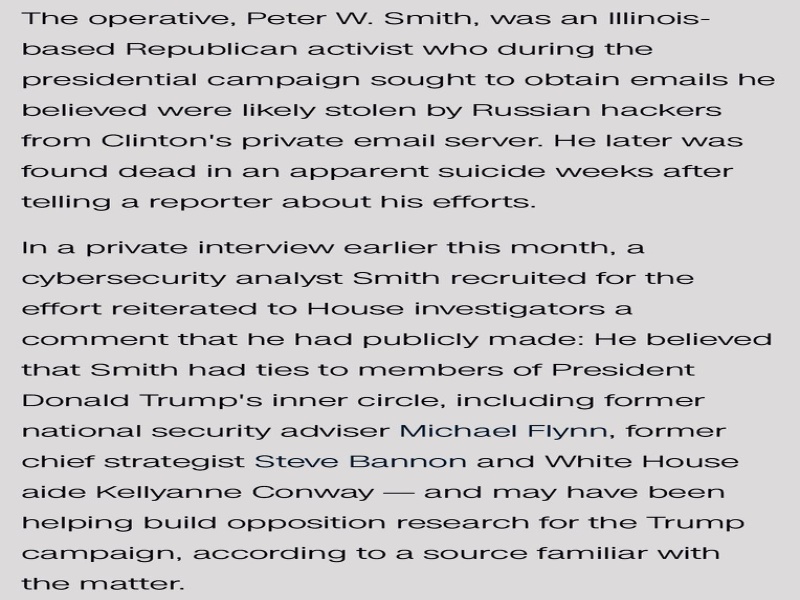 The operative, Peter W. Smith, was an Illinois-
based Republican activist who during the
presidential campaign sought to obtain emails he
believed were likely stolen by Russian hackers
from Clinton's private email server. He later was
found dead in an apparent suicide weeks after
telling a reporter about his efforts.
In a private interview earlier this month, a
cybersecurity analyst Smith recruited for the
effort reiterated to House investigators a
comment that he had publicly made: He believed
that Smith had ties to members of President
Donald Trump's inner circle, including former
national security adviser Michael Flynn, former
chief strategist Steve Bannon and White House
aide Kellyanne Conway — and may have been
helping build opposition research for the Trump
campaign, according to a source familiar with
the matter.